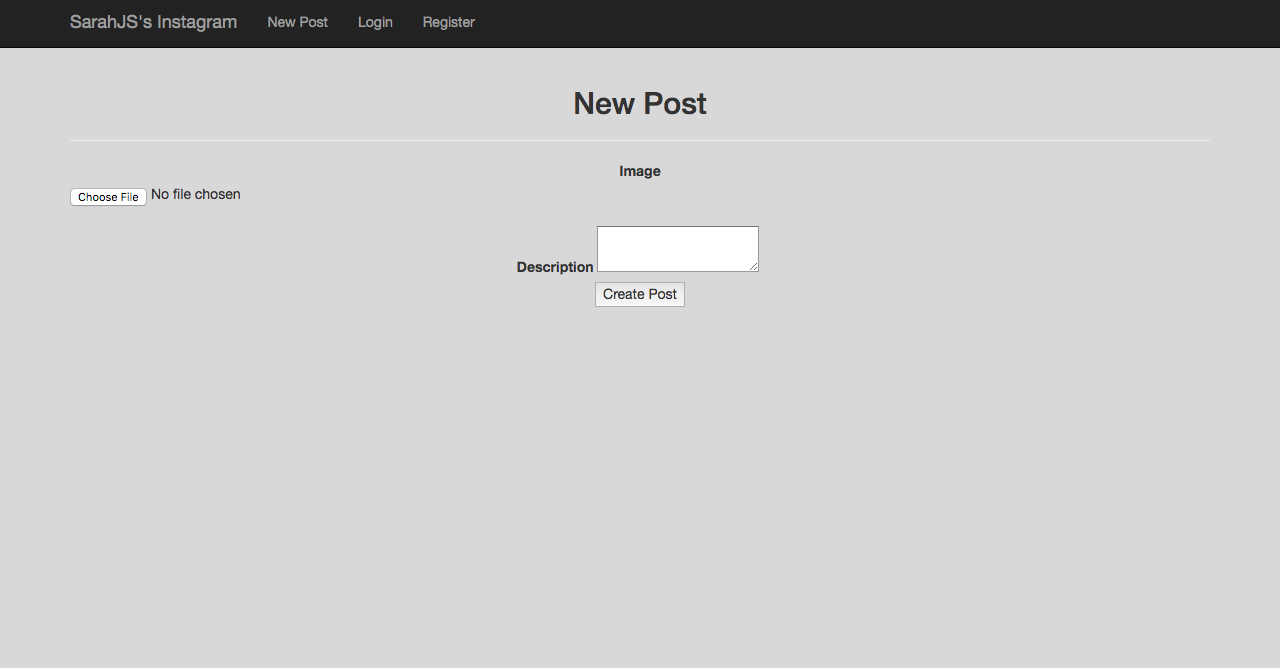 SarahJS's Instagram New Post Login Register
New Post
Image
Choose File No file chosen
Description
Create Post